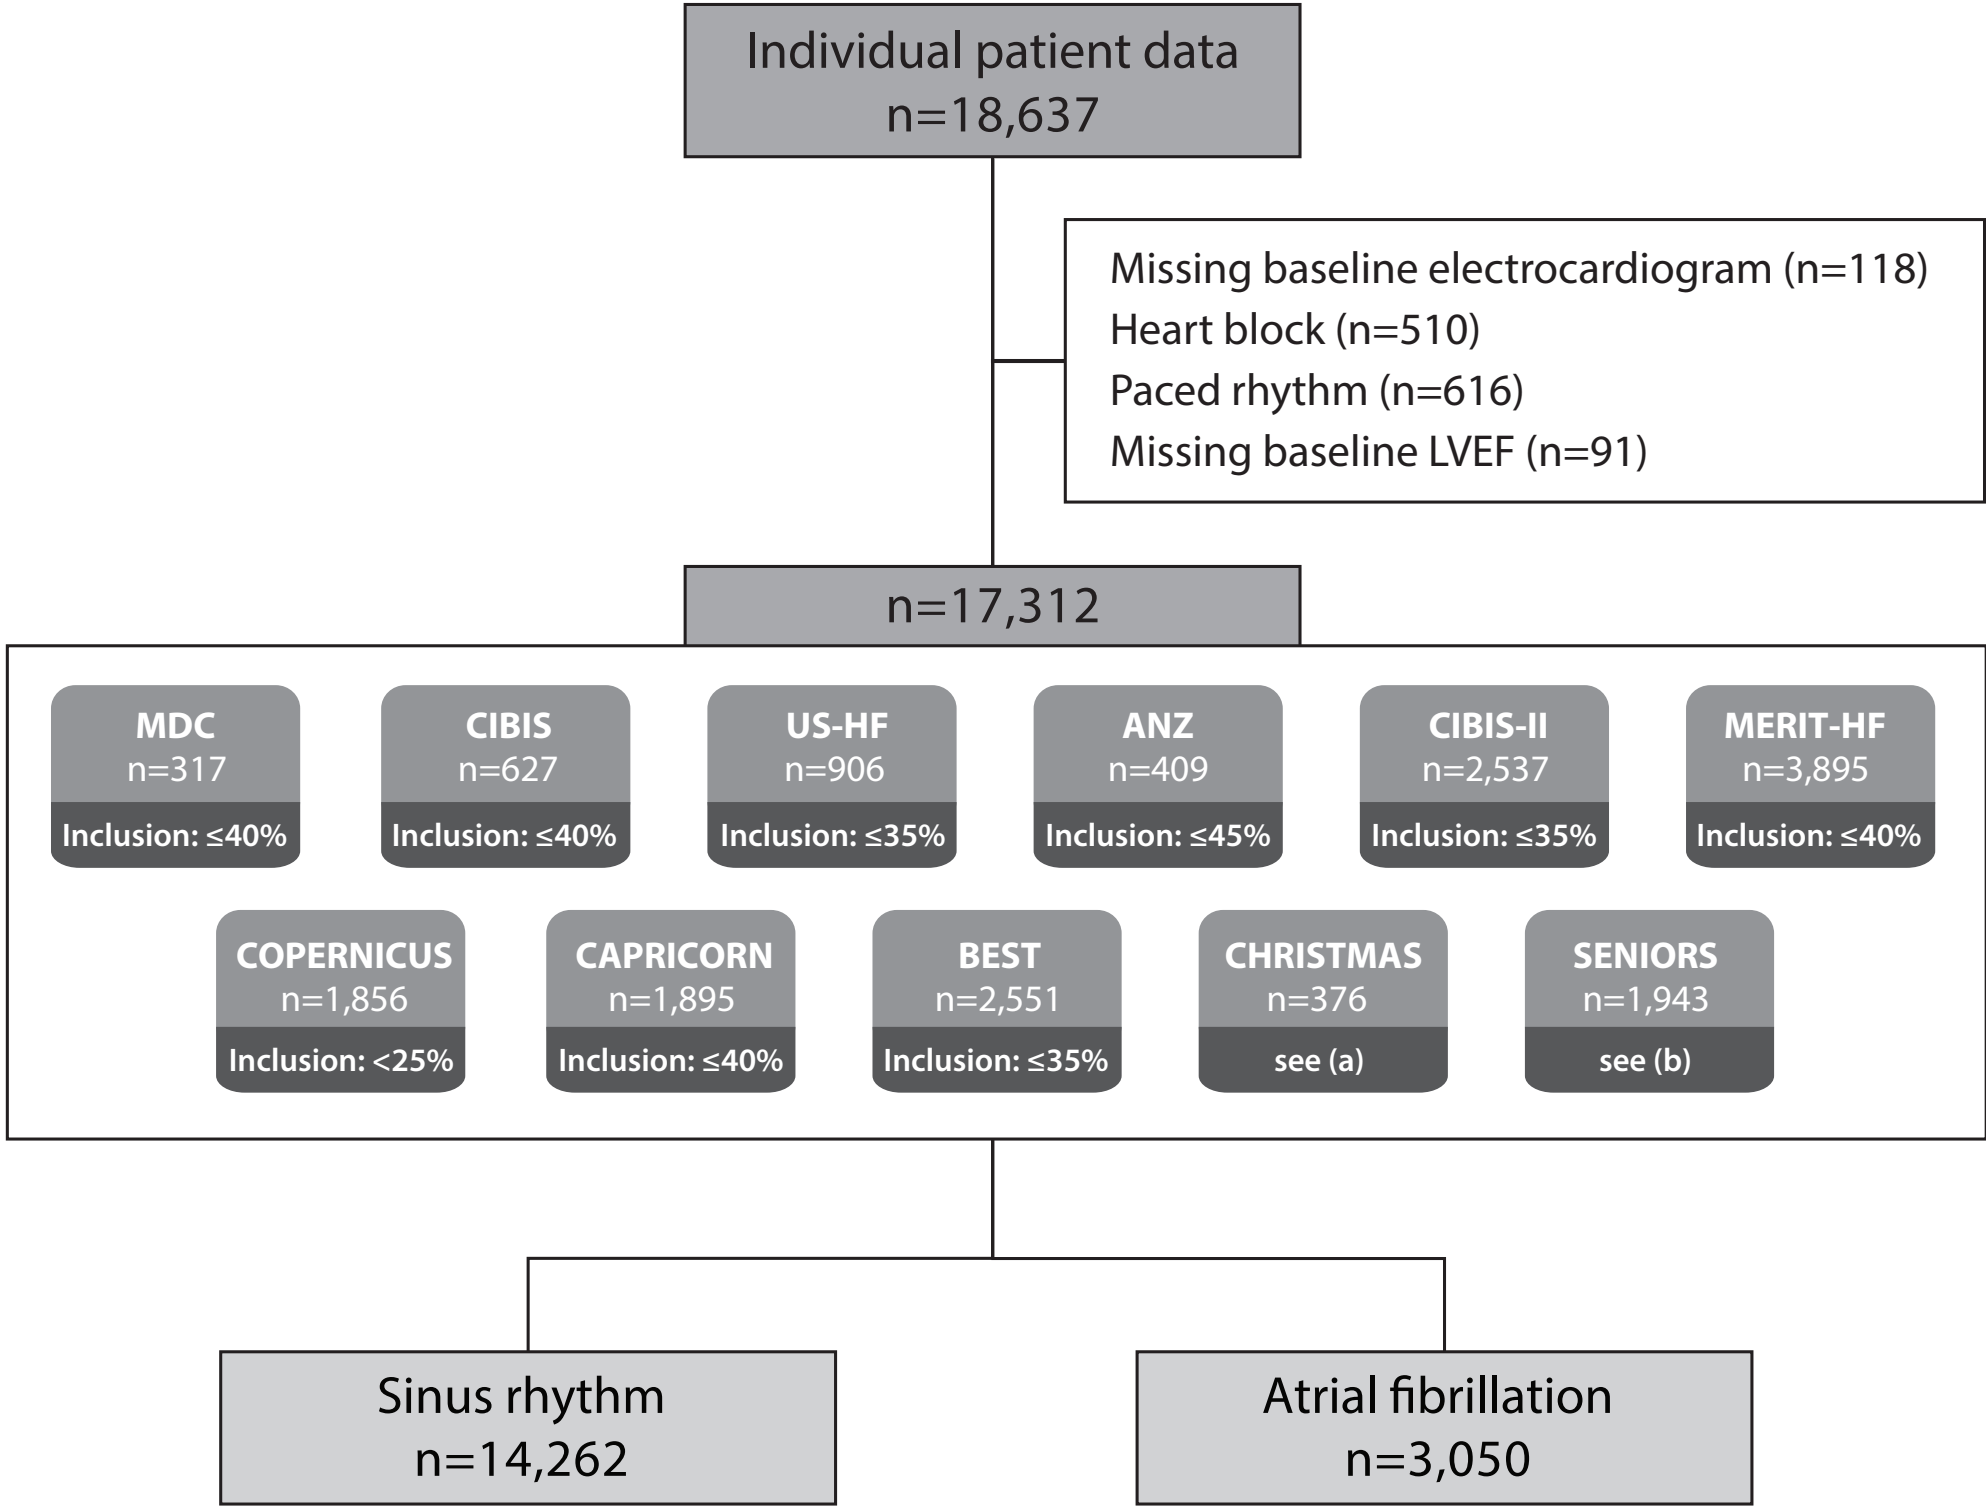 Individual patient data
n=18,637
Missing baseline electrocardiogram (n=118)
Heart block (n=510)
Paced rhythm (n=616)
Missing baseline LVEF (n=91)
n=17,312
MDC
n=317
Inclusion: ≤40%
CIBIS
n=627
Inclusion: ≤40%
US-HF
n=906
Inclusion: ≤35%
ANZ
n=409
Inclusion: ≤45%
CIBIS-II
n=2,537
Inclusion: ≤35%
MERIT-HF
n=3,895
Inclusion: ≤40%
COPERNICUS
n=1,856
Inclusion: <25%
CAPRICORN
n=1,895
Inclusion: ≤40%
BEST
n=2,551
Inclusion: ≤35%
CHRISTMAS
n=376
see (a)
SENIORS
n=1,943
see (b)
Sinus rhythm
n=14,262
Atrial fibrillation
n=3,050